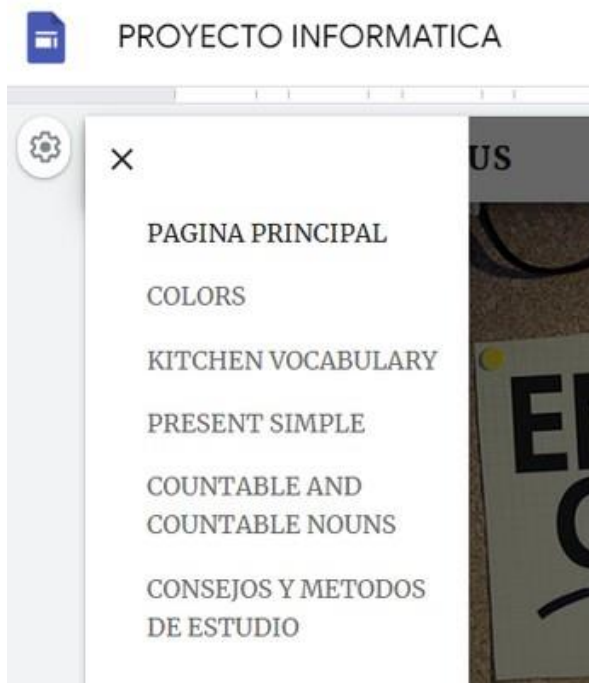 PROYECTO INFORMATICA
US
PAGINA PRINCIPAL
COLORS
KITCHEN VOCABULARY
PRESENT SIMPLE
COUNTABLE AND
COUNTABLE NOUNS
CONSEJOS Y METODOS
DE ESTUDIO